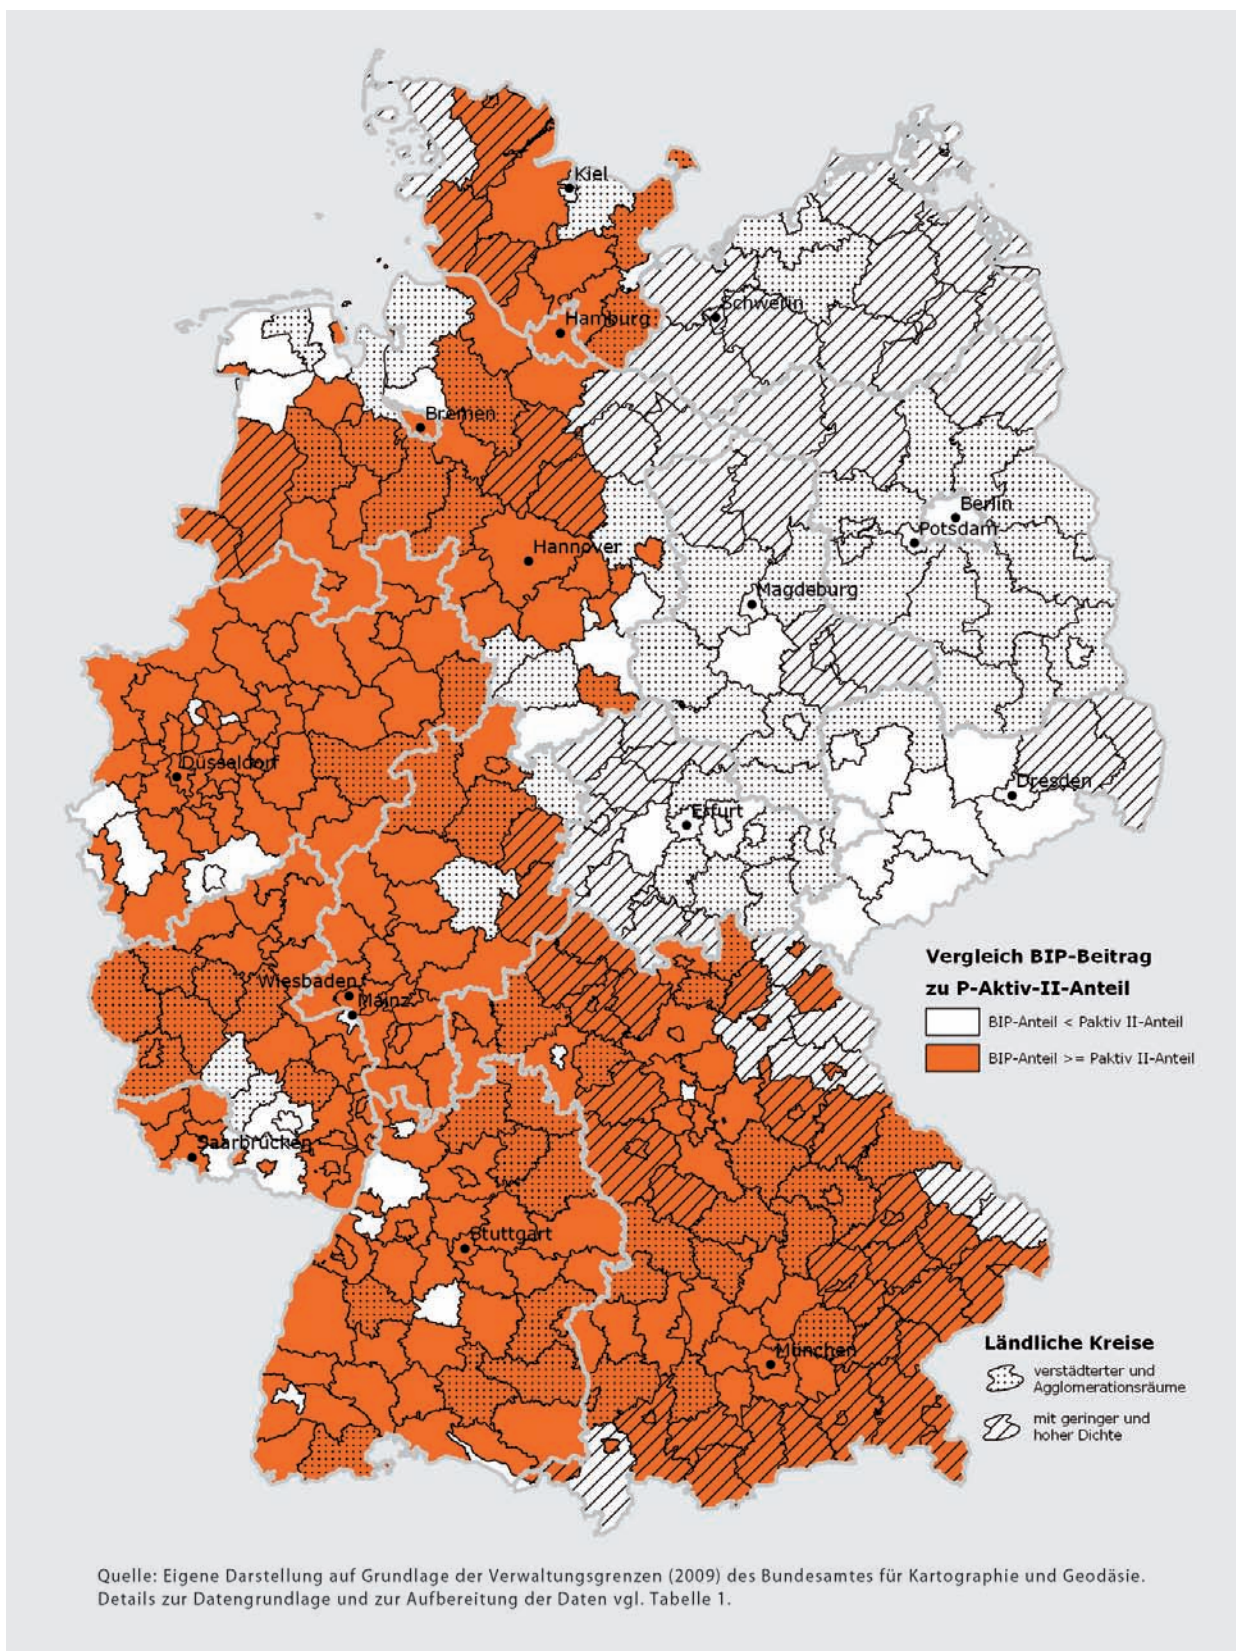 Kiel
Schwerin
Hamburg
Bremen
Berlin
Potsdam
Hannover
Magdeburg
Düsseldorf
Dresden
Erfurt
Wiesbaden
Mainz
Saarbrücken
Stuttgart
München
Vergleich BIP-Beitrag
zu P-Aktiv-II-Anteil
BIP-Anteil < Paktiv II-Anteil
BIP-Anteil >= Paktiv II-Anteil
Ländliche Kreise
verstädterter und
Agglomerationsräume
mit geringer und
hoher Dichte
Quelle: Eigene Darstellung auf Grundlage der Verwaltungsgrenzen (2009) des Bundesamtes für Kartographie und Geodäsie.
Details zur Datengrundlage und zur Aufbereitung der Daten vgl. Tabelle 1.